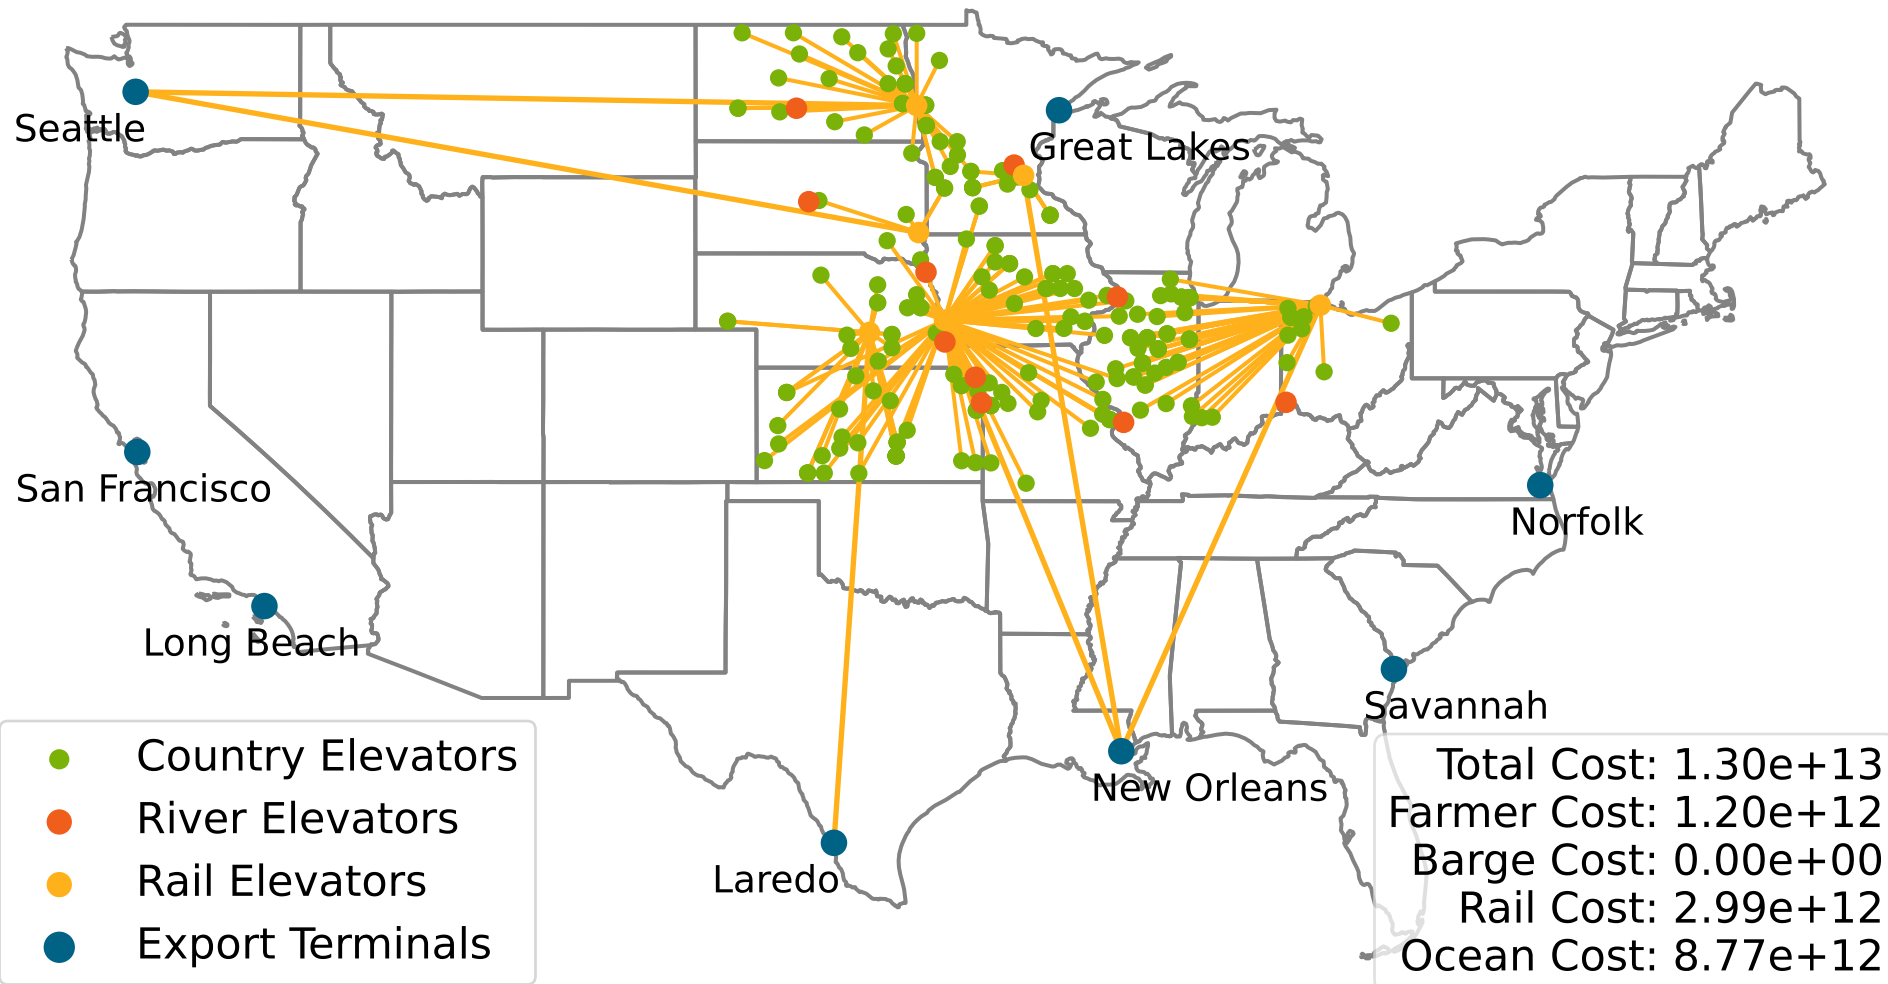 Seattle
Great Lakes
San Francisco
Norfolk
Long Beach
Savannah
New Orleans
Laredo
Country Elevators
River Elevators
Rail Elevators
Export Terminals
Total Cost: 1.30e+13
Farmer Cost: 1.20e+12
Barge Cost: 0.00e+00
Rail Cost: 2.99e+12
Ocean Cost: 8.77e+12